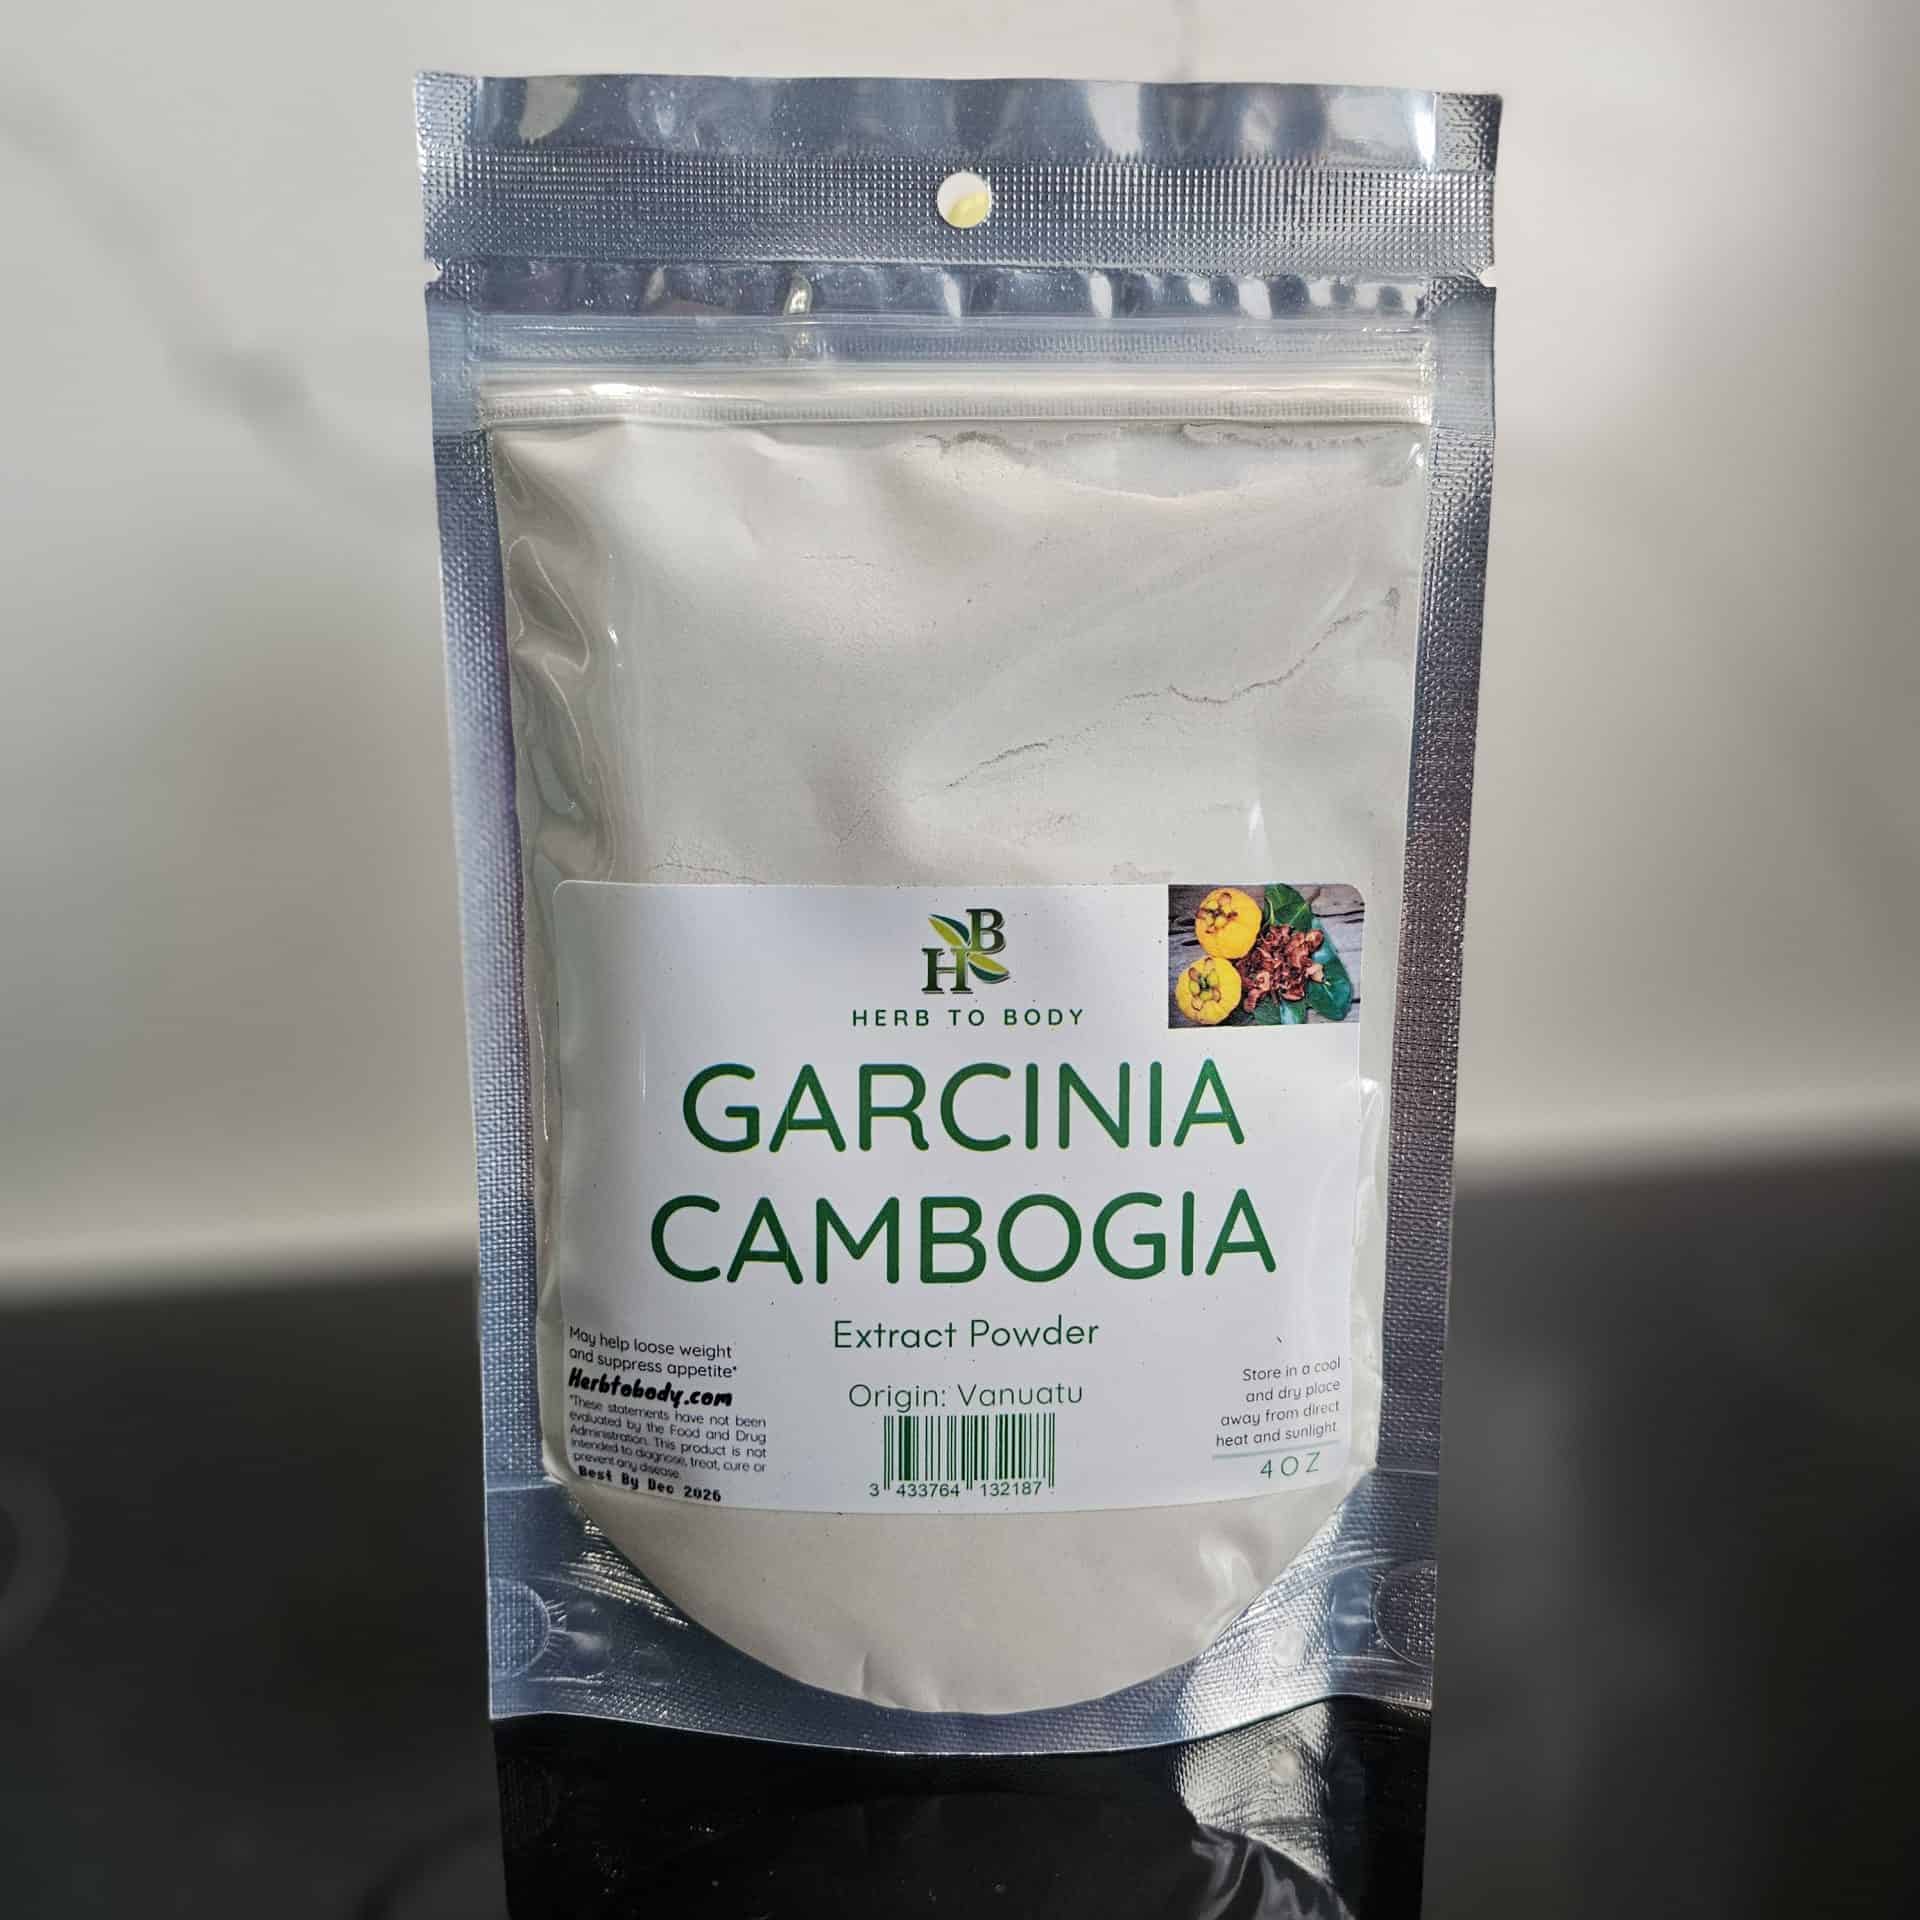 HB
HERB TO BODY
GARCINIA
CAMBOGIA
Extract Powder
Origin: Vanuatu
3 433764 132187
May help loose weight
and suppress appetite*
Herbtobody.com
*These statements have not been
evaluated by the Food and Drug
Administration. This product is not
intended to diagnose, treat, cure or
prevent any disease.
Best By Dec 2026
Store in a cool
and dry place
away from direct
heat and sunlight.
4 OZ